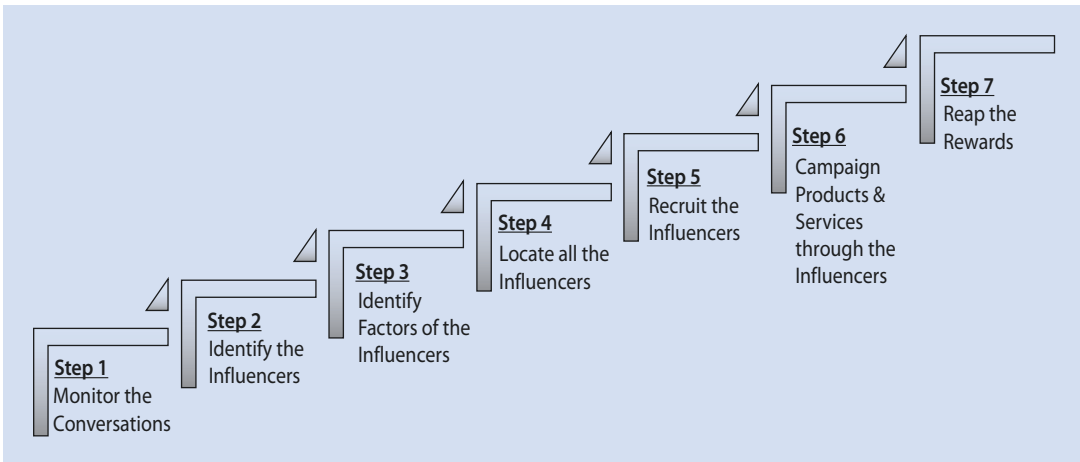 Step 1
Monitor the
Conversations
Step 2
Identify the
Influencers
Step 3
Identify
Factors of the
Influencers
Step 4
Locate all the
Influencers
Step 5
Recruit the
Influencers
Step 6
Campaign
Products &
Services
through the
Influencers
Step 7
Reap the
Rewards